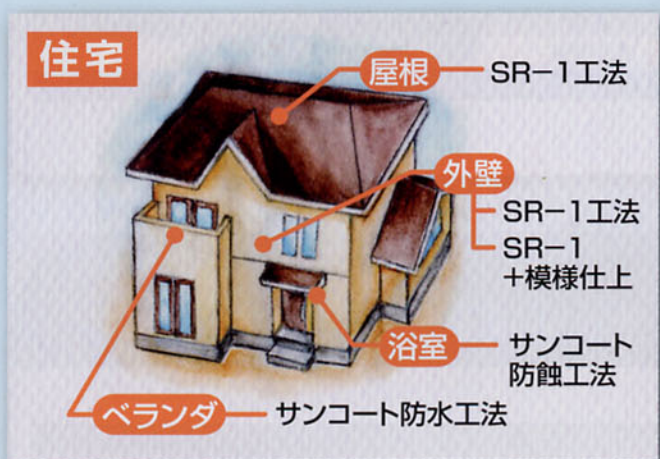 住宅
屋根 SR-1工法
外壁
SR-1工法
SR-1
+模様仕上
浴室 サンコート
防蝕工法
ベランダ サンコート防水工法